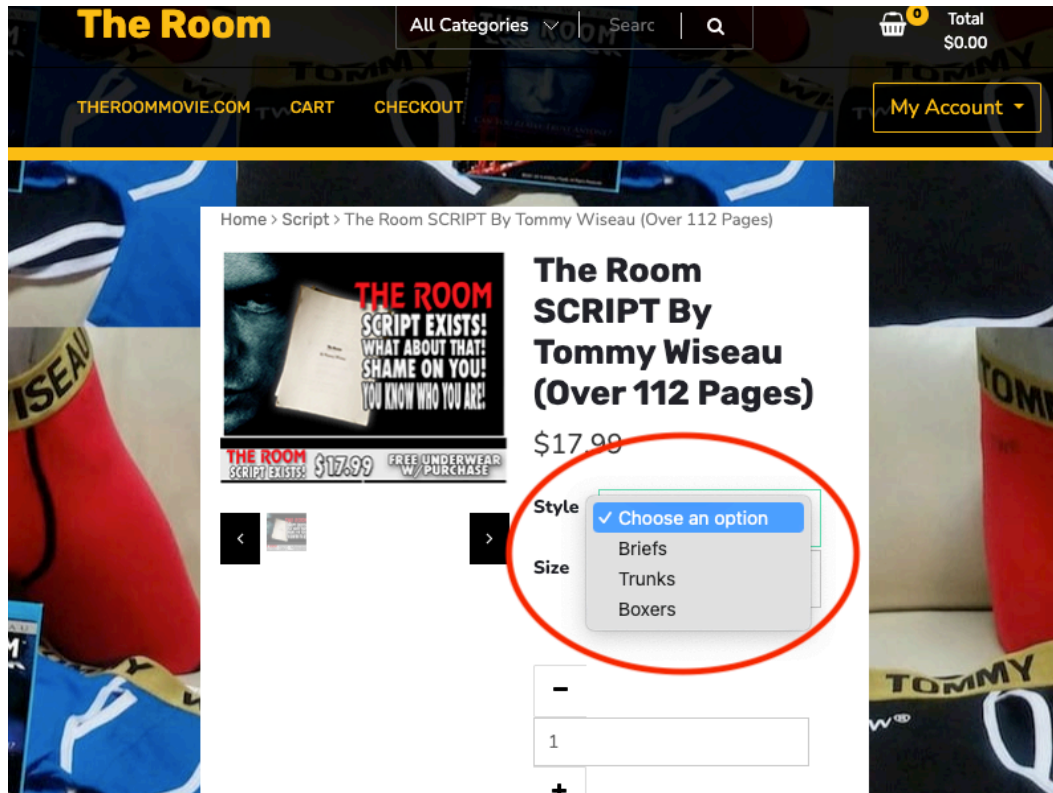 The Room
All Categories
Searc
0
Total
$0.00
THEROOMMOVIE.COM
CART
CHECKOUT
My Account
Home > Script > The Room SCRIPT By Tommy Wiseau (Over 112 Pages)
THE ROOM
SCRIPT EXISTS!
WHAT ABOUT THAT!
SHAME ON YOU!
YOU KNOW WHO YOU ARE!
THE ROOM
SCRIPT EXISTS!
$17.99
FREE UNDERWEAR
W/PURCHASE
The Room
SCRIPT By
Tommy Wiseau
(Over 112 Pages)
$17.99
Style
✓ Choose an option
Briefs
Trunks
Boxers
Size
1
TOMMY
TOMMY
WISEAU
TOMMY
TOMMY